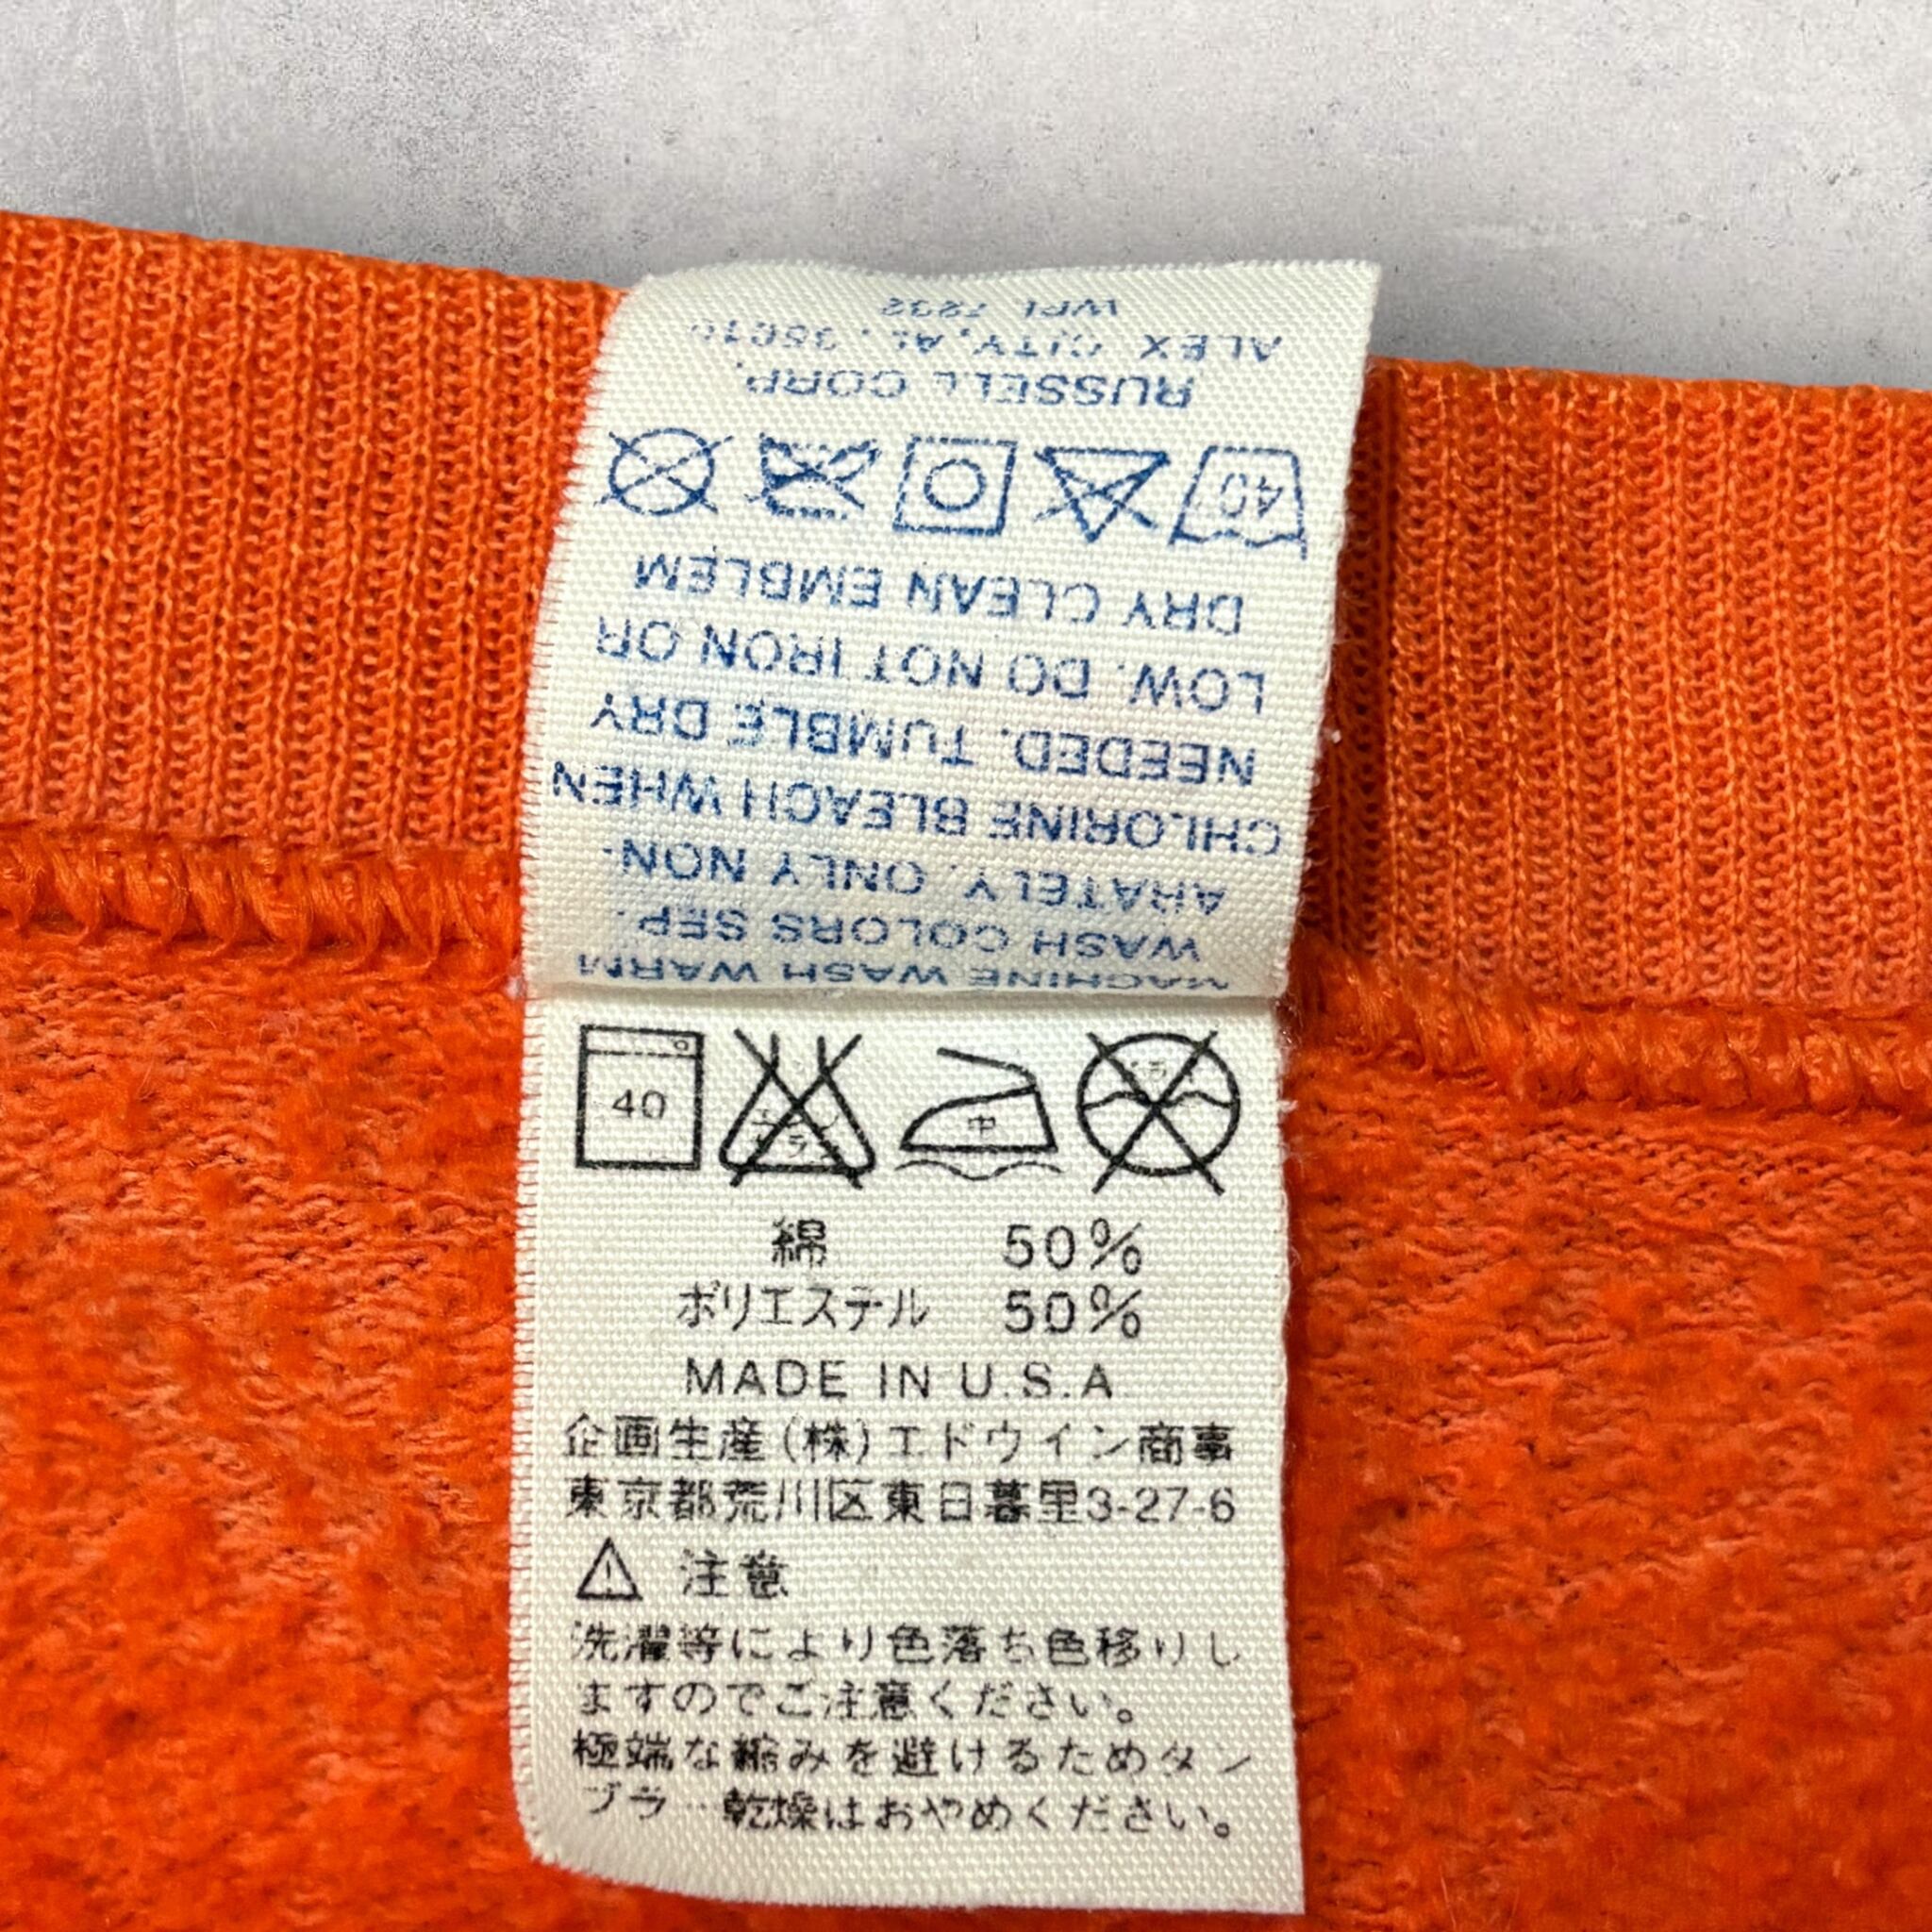 MACHINE WASH WARM
WASH COLORS SEP-
ARATELY. ONLY NON-
CHLORINE BLEACH WHEN
NEEDED. TUMBLE DRY
LOW. DO NOT IRON OR
DRY CLEAN EMBLEM
40
RUSSELL CORP.
ALEX CITY, AL. 35010
WPL 7232
40
中
綿 50%
ポリエステル 50%
MADE IN U.S.A
企画生産(株)エドウイン商事
東京都荒川区東日暮里3-27-6
注意
洗濯等により色落ち色移りし
ますのでご注意ください。
極端な縮みを避けるためタン
ブラー乾燥はおやめください。